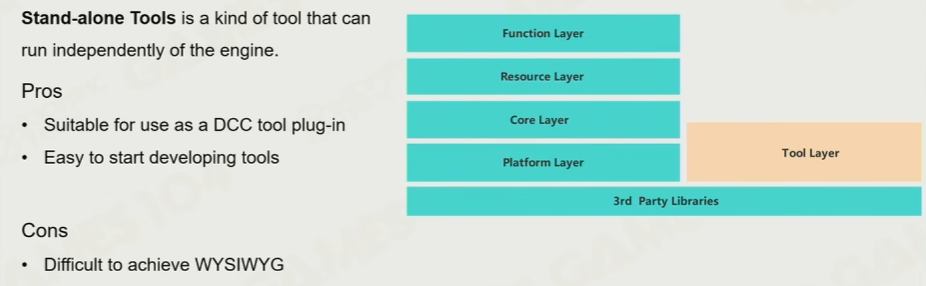 Stand-alone Tools is a kind of tool that can
run independently of the engine.
Pros
• Suitable for use as a DCC tool plug-in
• Easy to start developing tools
Cons
• Difficult to achieve WYSIWYG
Function Layer
Resource Layer
Core Layer
Platform Layer
Tool Layer
3rd Party Libraries